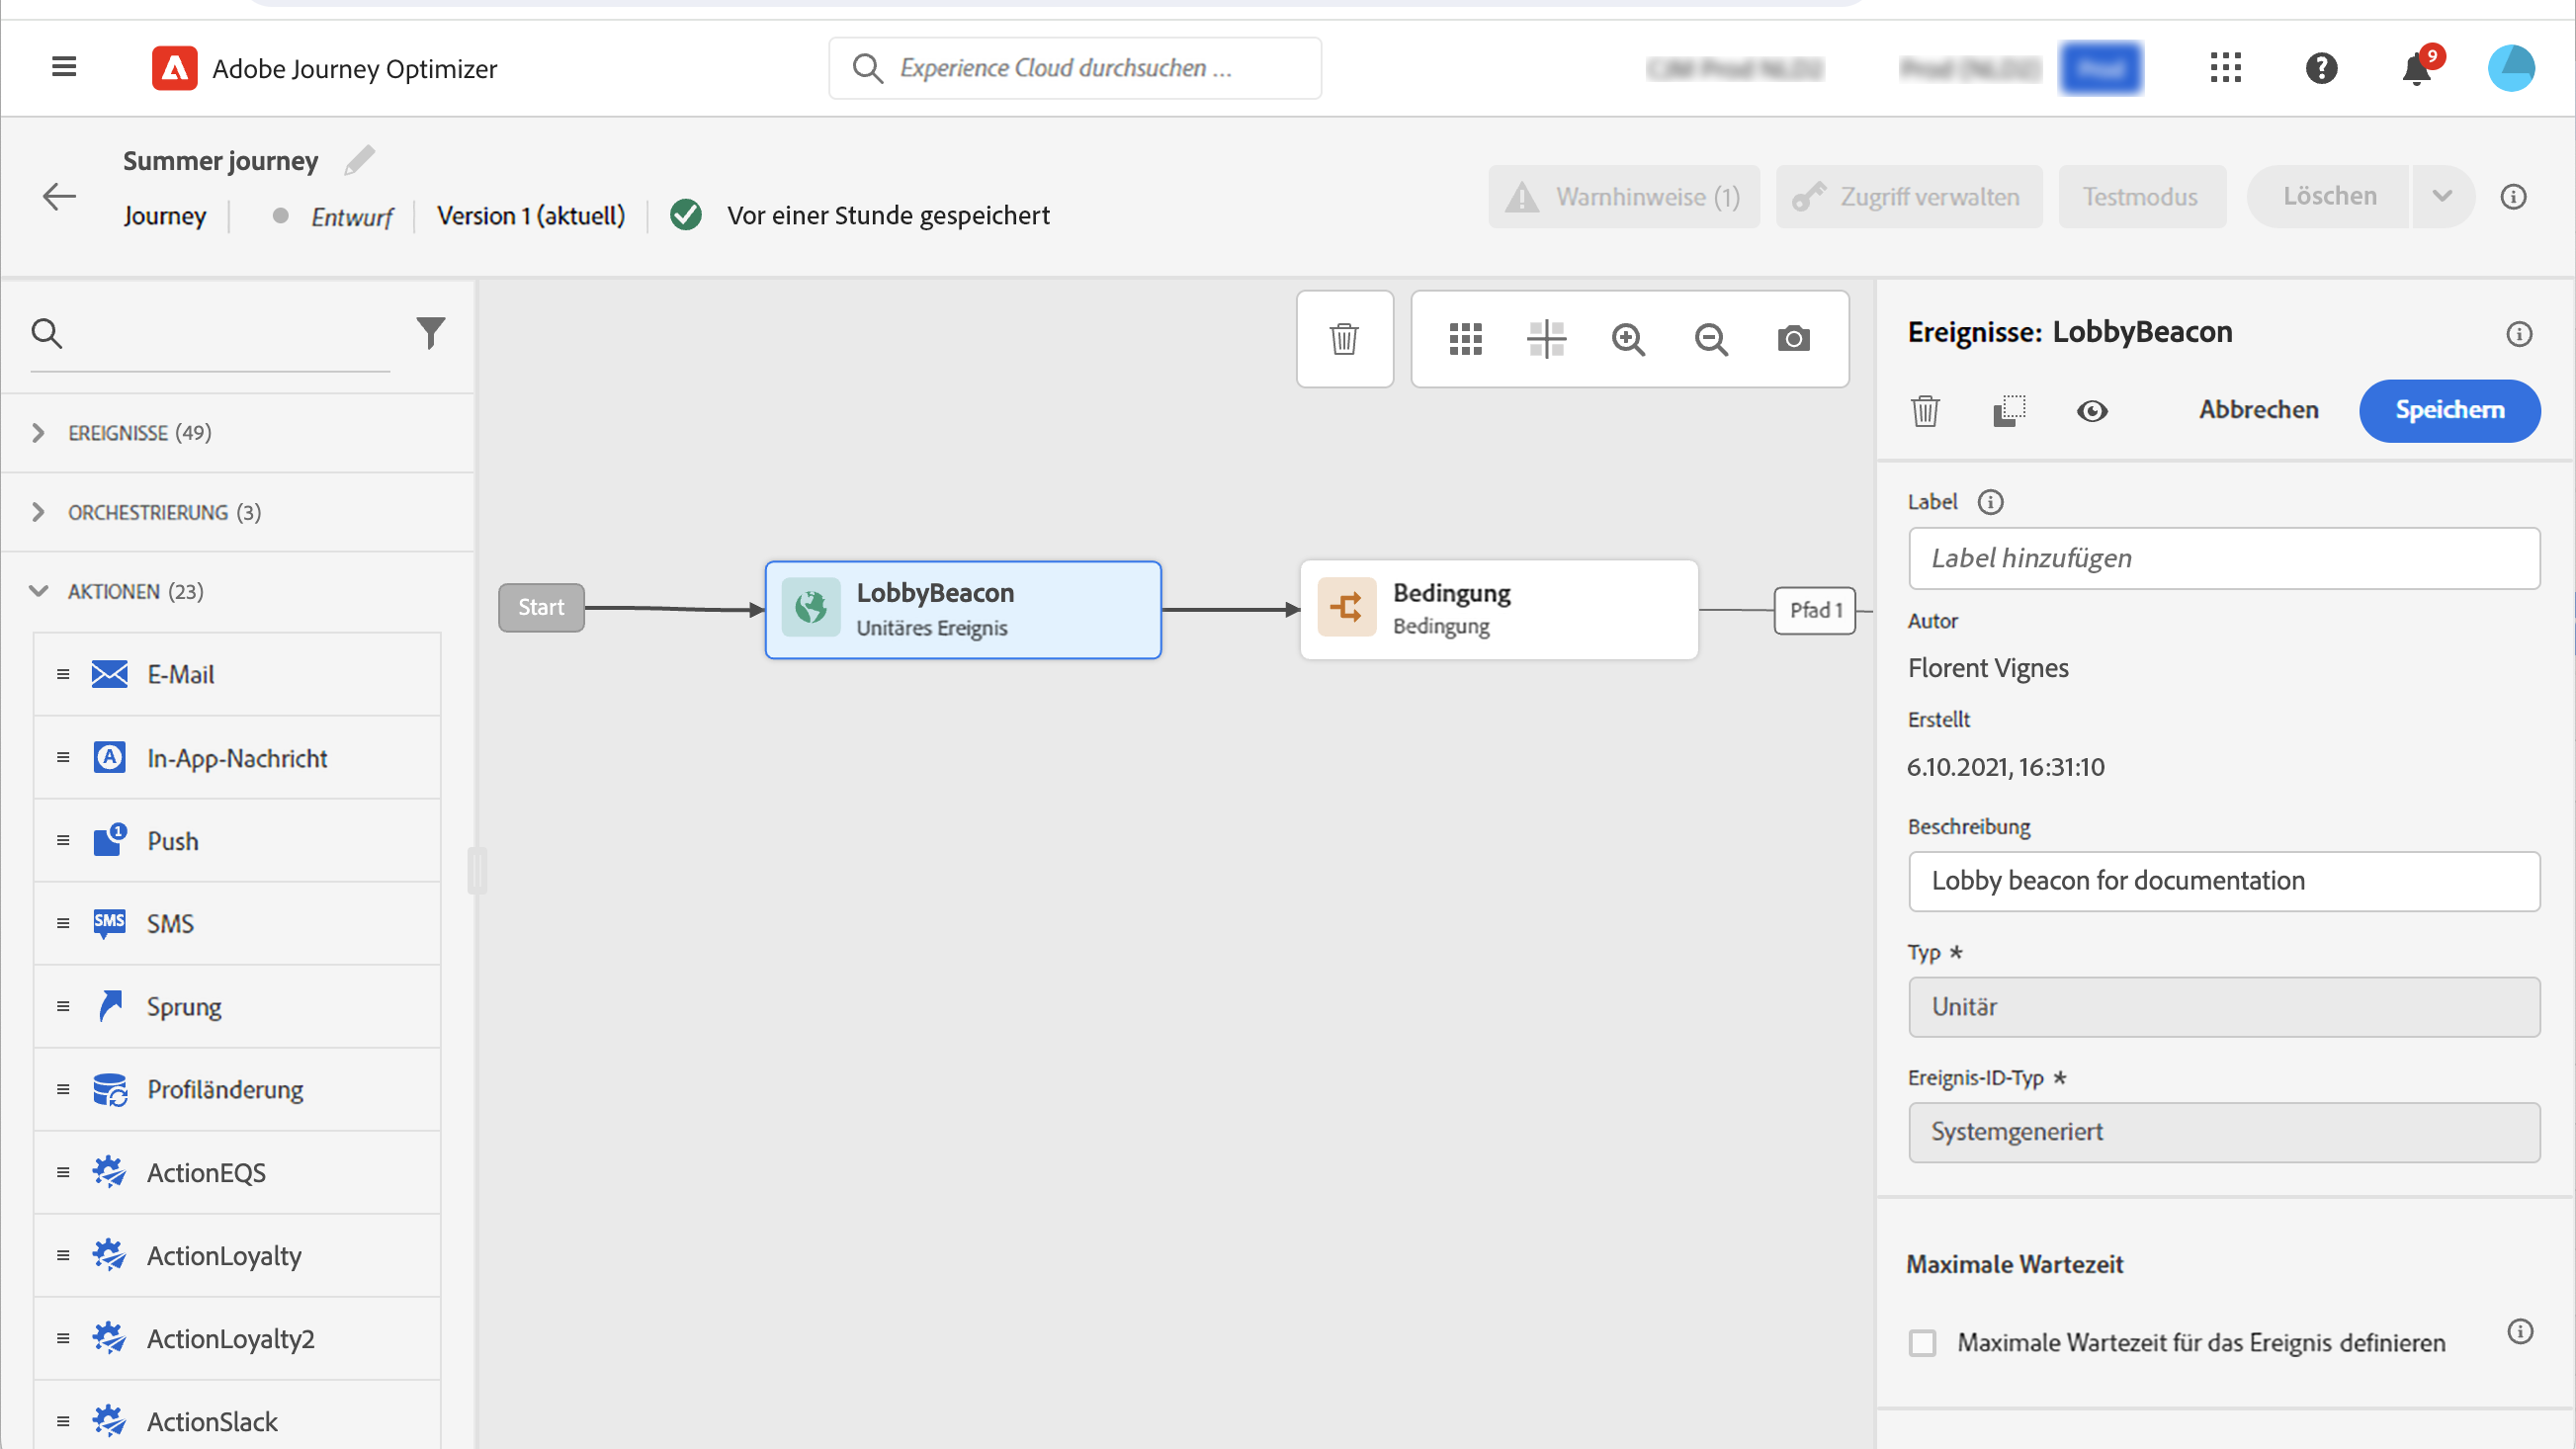 Adobe Journey Optimizer
Experience Cloud durchsuchen ...
9
Summer journey
Journey
Entwurf
Version 1 (aktuell)
Vor einer Stunde gespeichert
Warnhinweise (1)
Zugriff verwalten
Testmodus
Löschen
EREIGNISSE (49)
ORCHESTRIERUNG (3)
AKTIONEN (23)
E-Mail
In-App-Nachricht
1
Push
SMS
SMS
Sprung
Profiländerung
ActionEQS
ActionLoyalty
ActionLoyalty2
ActionSlack
Start
LobbyBeacon
Unitäres Ereignis
Bedingung
Bedingung
Pfad 1
Ereignisse: LobbyBeacon
Abbrechen
Speichern
Label
Label hinzufügen
Autor
Florent Vignes
Erstellt
6.10.2021, 16:31:10
Beschreibung
Lobby beacon for documentation
Typ *
Unitär
Ereignis-ID-Typ *
Systemgeneriert
Maximale Wartezeit
Maximale Wartezeit für das Ereignis definieren